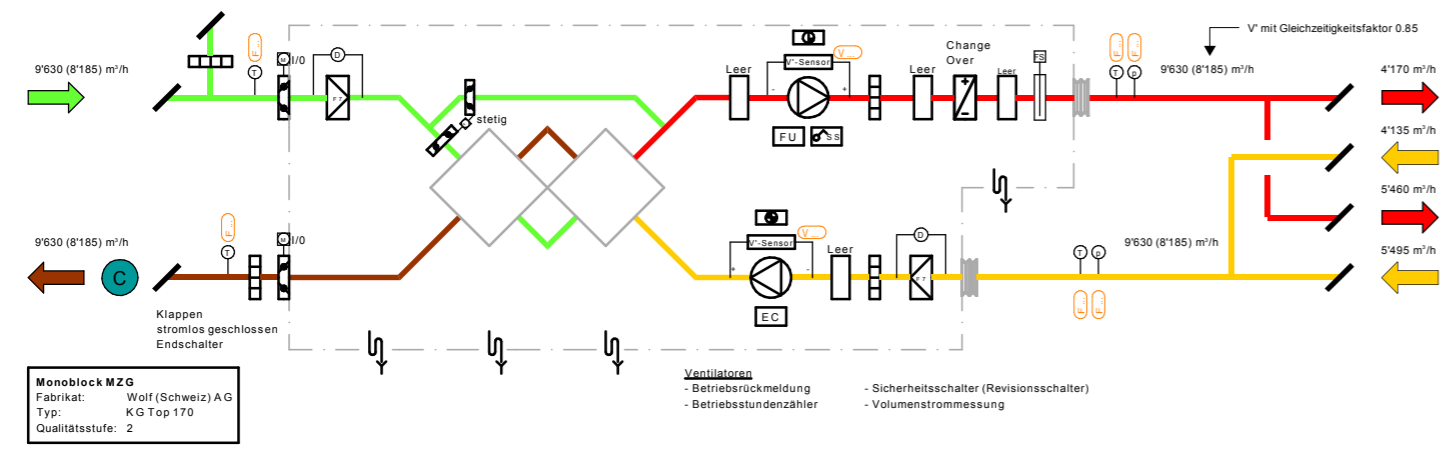 V' mit Gleichzeitigkeitsfaktor 0.85
9'630 (8'185) m³/h
F ...
T
M
I/0
D
F 7
stetig
Leer
V'-Sensor
V ...
- +
FU
SS
Leer
Change
Over
Leer
FS
F ...
F ...
T
p
9'630 (8'185) m³/h
4'170 m³/h
4'135 m³/h
5'460 m³/h
5'495 m³/h
9'630 (8'185) m³/h
C
F ...
T
M
I/0
V'-Sensor
V ...
+ -
EC
Leer
D
F 7
9'630 (8'185) m³/h
T
p
F ...
F ...
Klappen
stromlos geschlossen
Endschalter
Monoblock MZG
Fabrikat: Wolf (Schweiz) AG
Typ: KG Top 170
Qualitätsstufe: 2
Ventilatoren
- Betriebsrückmeldung
- Betriebsstundenzähler
- Sicherheitsschalter (Revisionsschalter)
- Volumenstrommessung